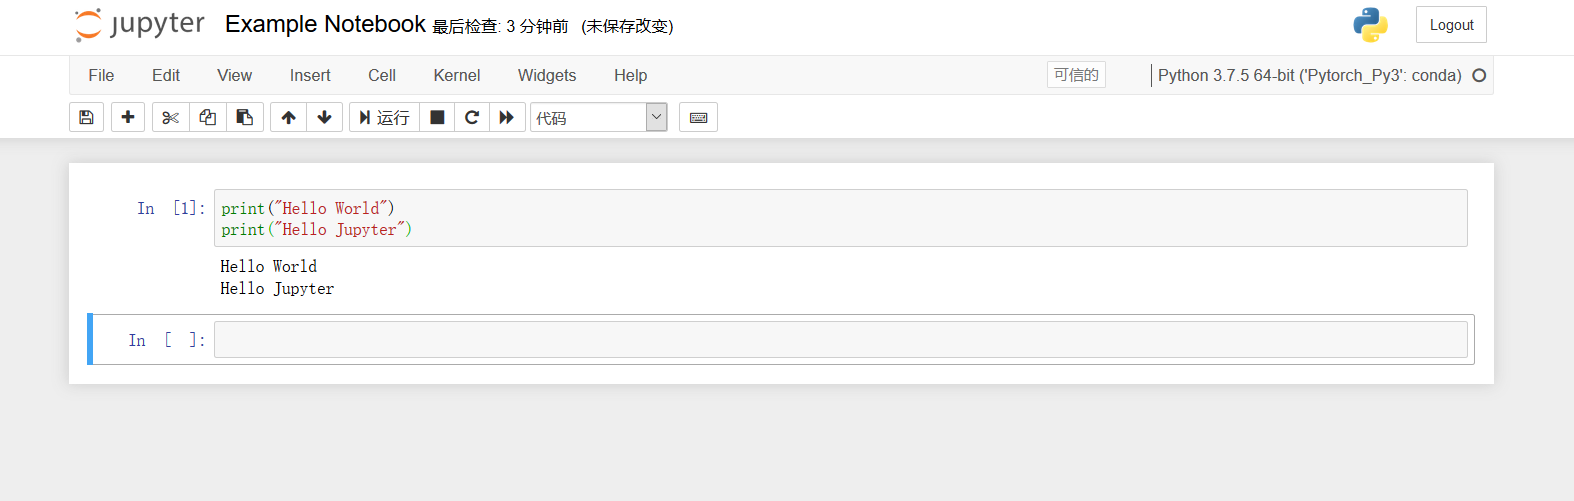 jupyter Example Notebook 最后检查: 3 分钟前 (未保存改变) Logout
File Edit View Insert Cell Kernel Widgets Help 可信的 Python 3.7.5 64-bit ('Pytorch_Py3': conda)
运行 代码
In [1]: print("Hello World")
print("Hello Jupyter")
Hello World
Hello Jupyter
In [ ]: